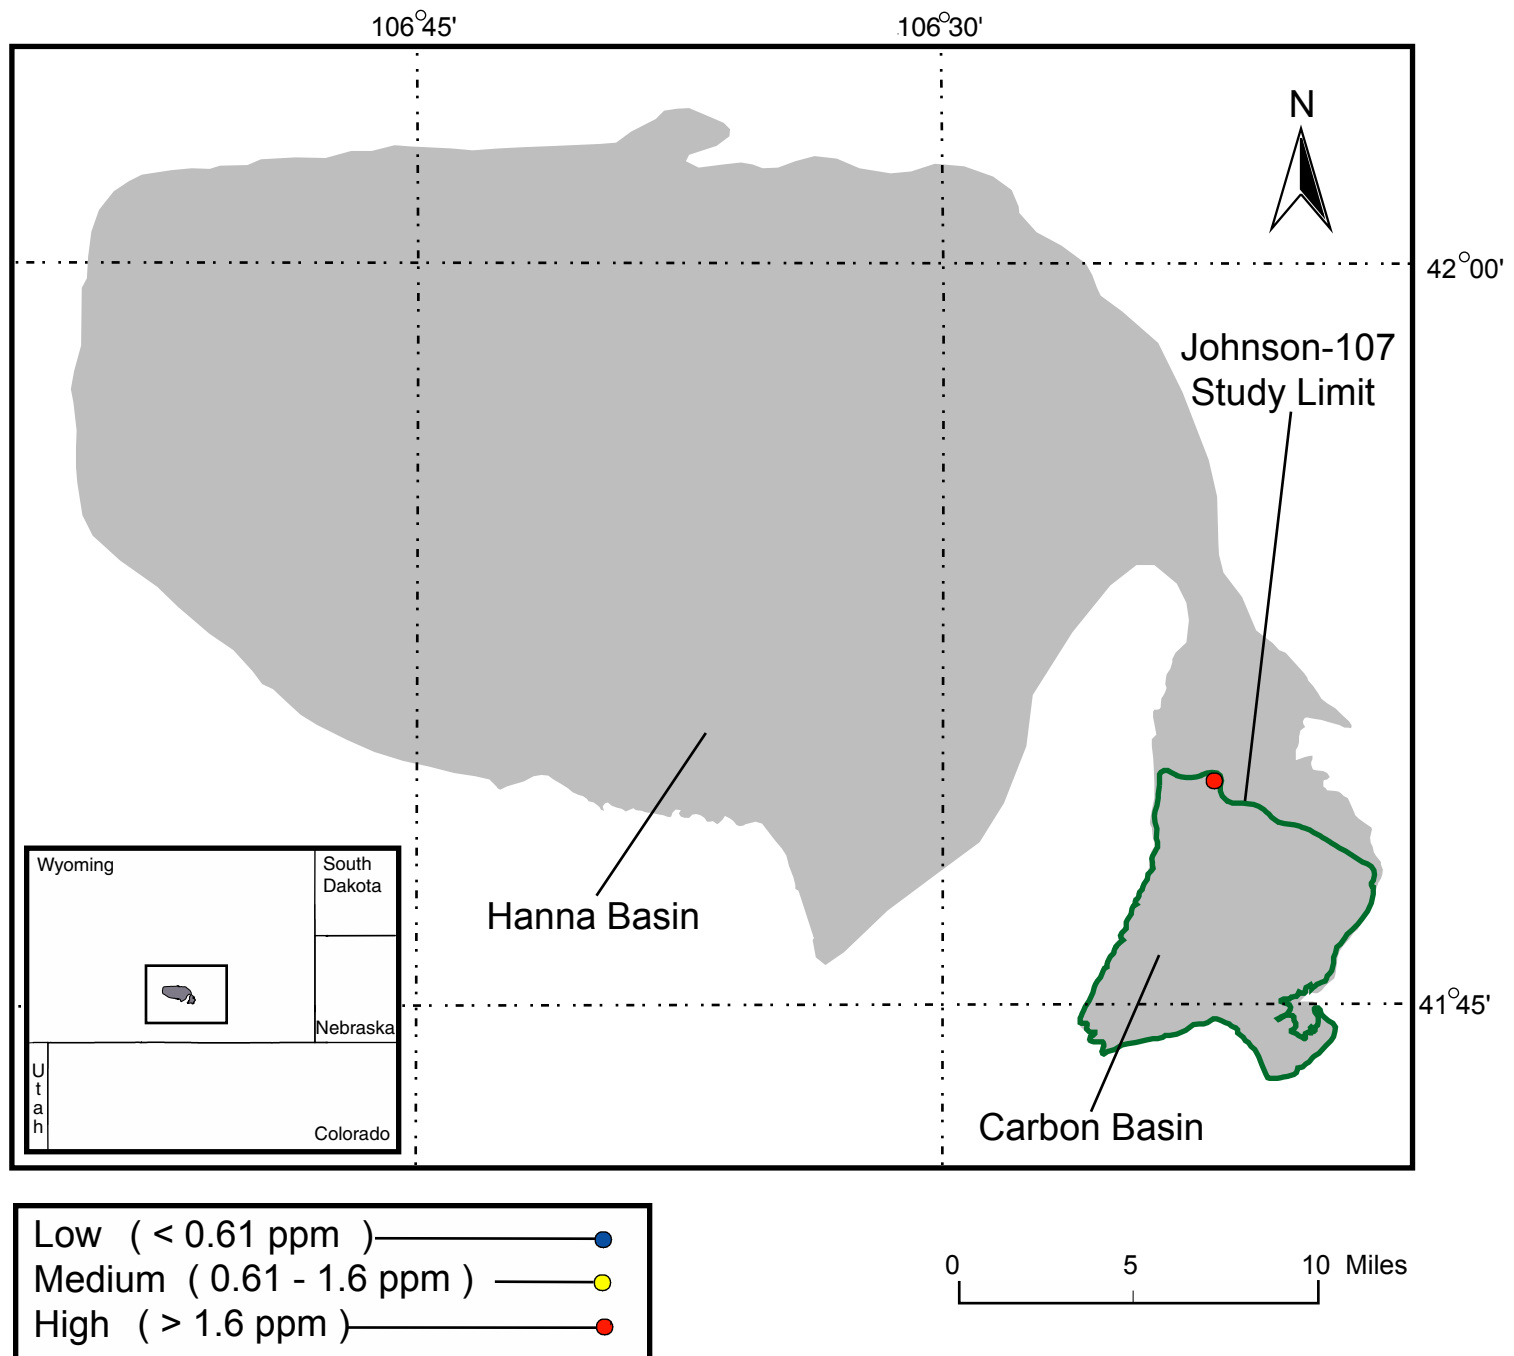 106°45'
106°30'
N
42°00'
Johnson-107
Study Limit
Hanna Basin
41°45'
Carbon Basin
Wyoming
South
Dakota
Nebraska
Utah
Colorado
Low ( < 0.61 ppm )
Medium ( 0.61 - 1.6 ppm )
High ( > 1.6 ppm )
0 5 10 Miles